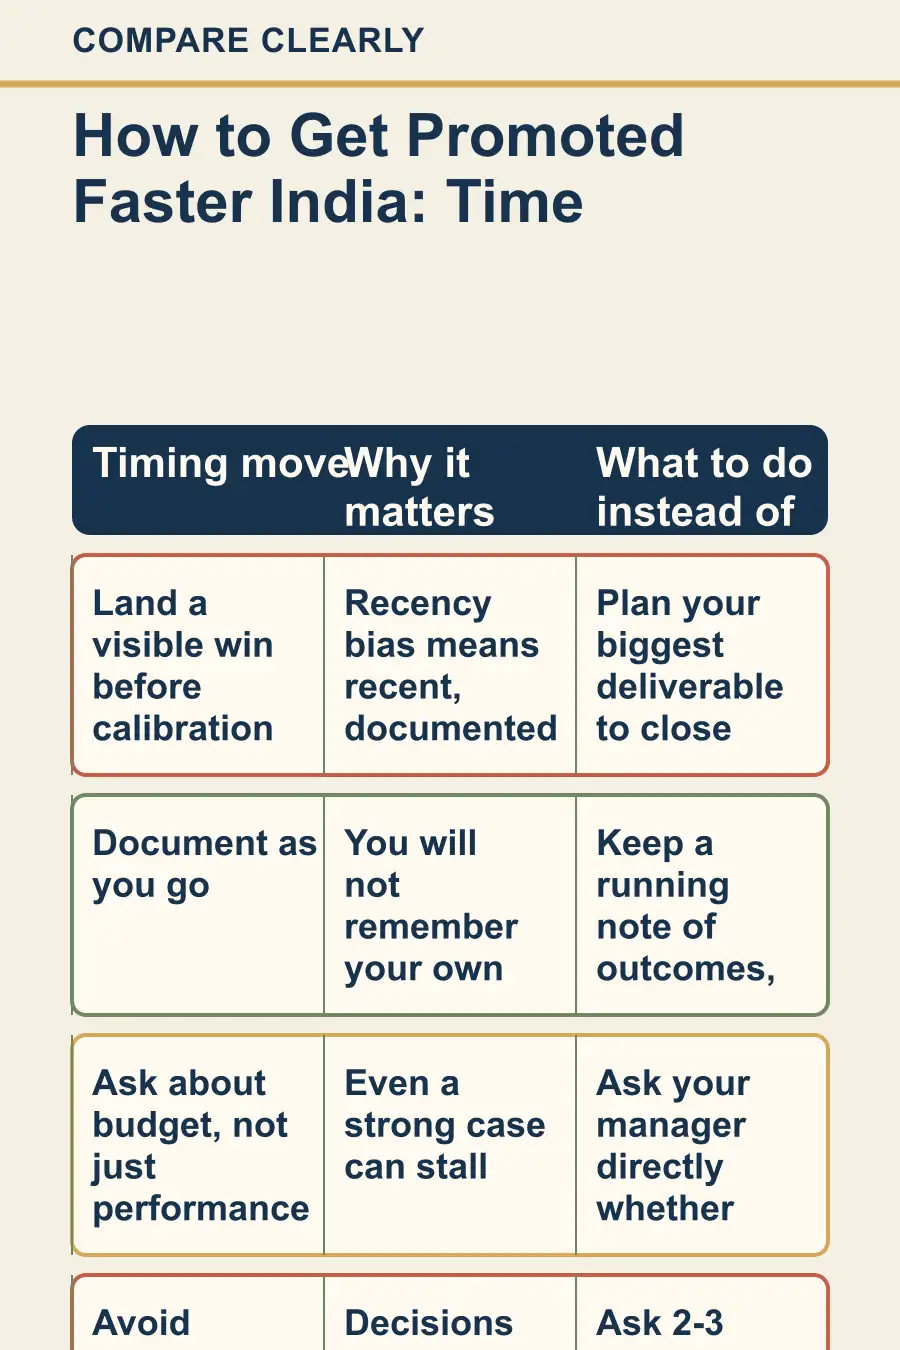 COMPARE CLEARLY
How to Get Promoted
Faster India: Time
Timing move
Why it
matters
What to do
instead of
Land a
visible win
before
calibration
Recency
bias means
recent,
documented
Plan your
biggest
deliverable
to close
Document as
you go
You will
not
remember
your own
Keep a
running
note of
outcomes,
Ask about
budget, not
just
performance
Even a
strong case
can stall
Ask your
manager
directly
whether
Avoid
Decisions
Ask 2-3